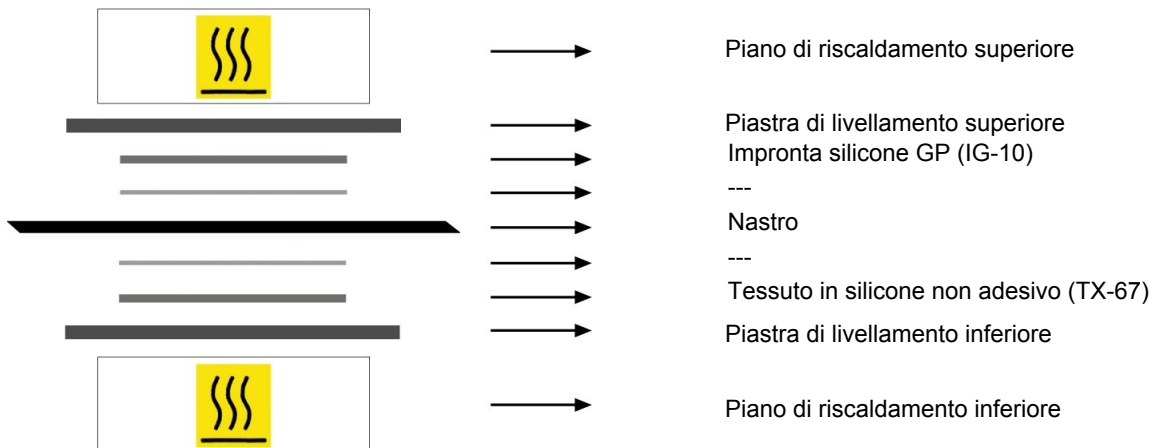 Piano di riscaldamento superiore
Piastra di livellamento superiore
Impronta silicone GP (IG-10)
---
Nastro
---
Tessuto in silicone non adesivo (TX-67)
Piastra di livellamento inferiore
Piano di riscaldamento inferiore